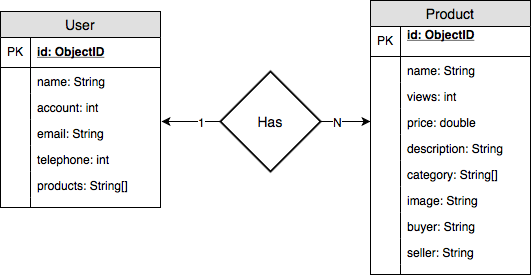 User
PK
id: ObjectID
name: String
account: int
email: String
telephone: int
products: String[]
1
Has
N
Product
PK
id: ObjectID
name: String
views: int
price: double
description: String
category: String[]
image: String
buyer: String
seller: String